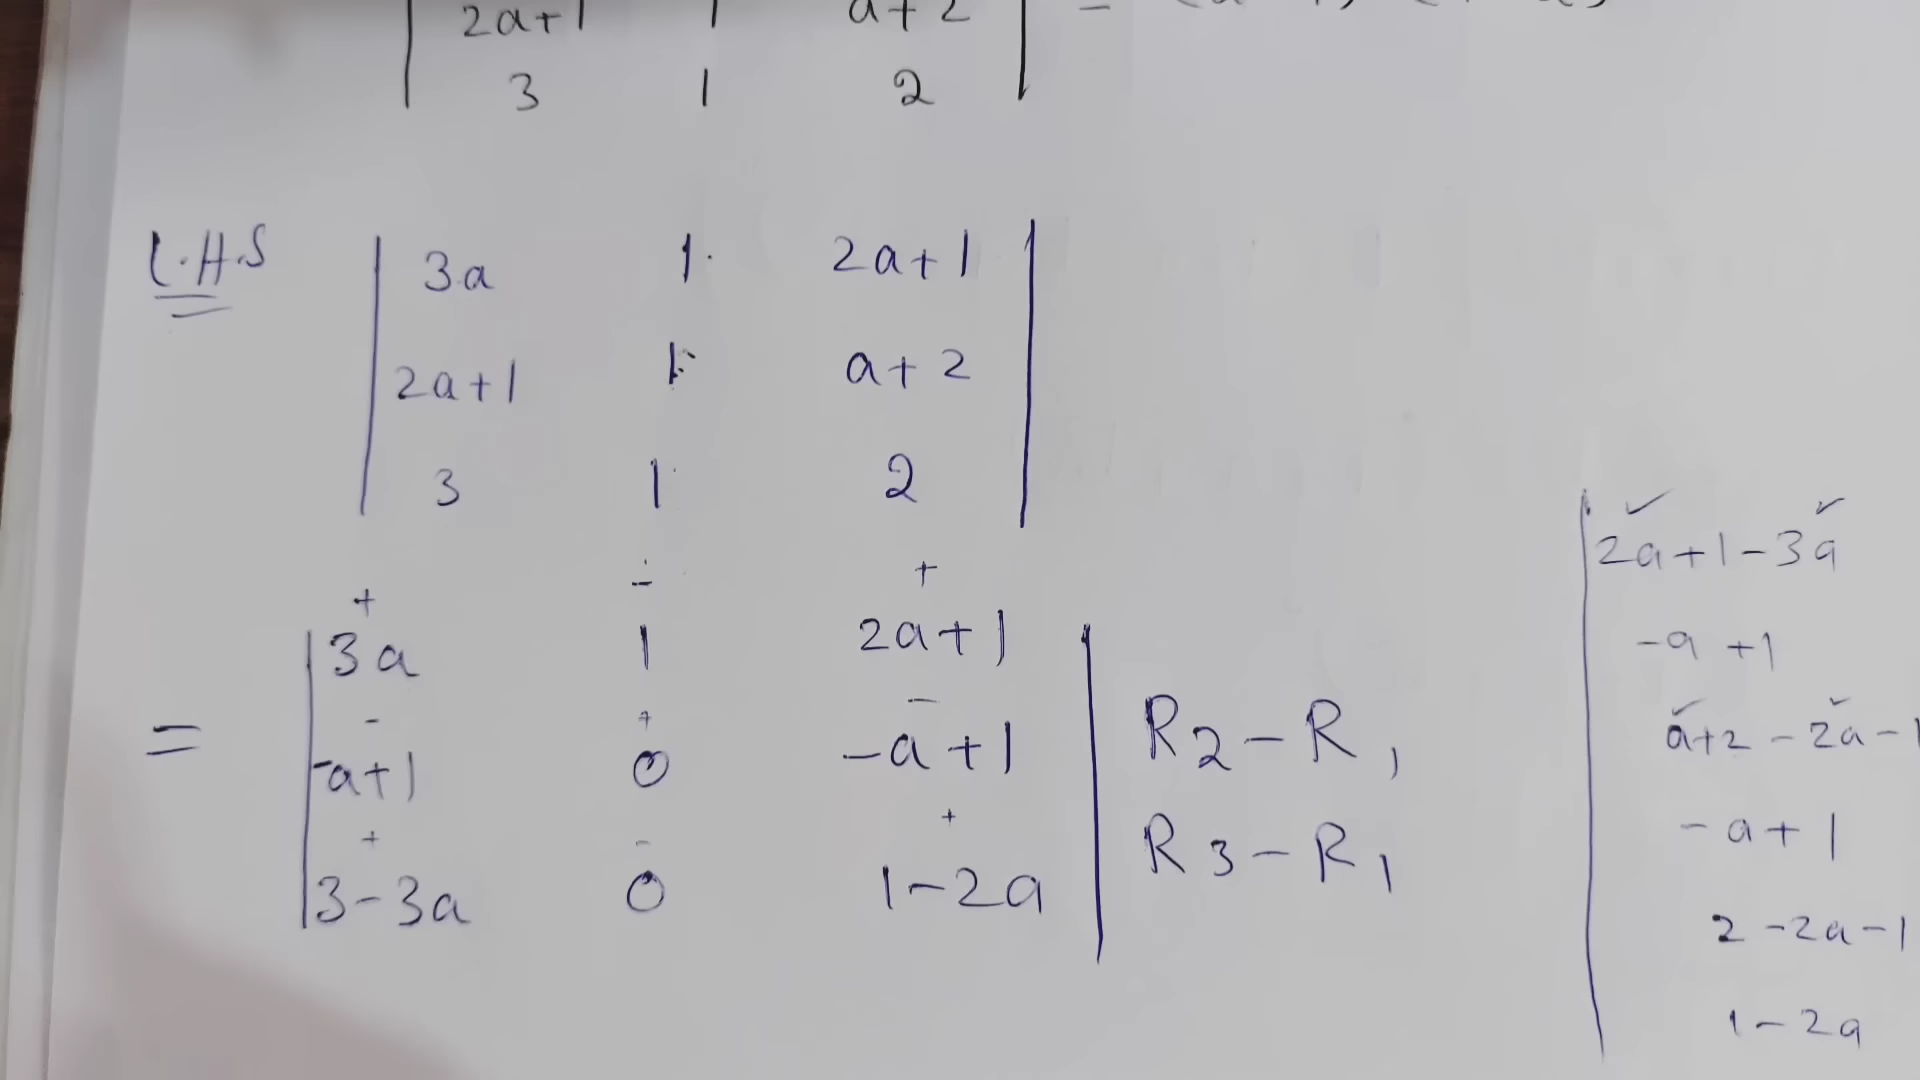 2a+1 1 a+2 =
3 1 2
L.H.S
3a 1 2a+1
2a+1 1 a+2
3 1 2
+ - +
= 3a 1 2a+1
- + -
-a+1 0 -a+1 R2-R1
+ - +
3-3a 0 1-2a R3-R1
2a+1-3a
-a+1
a+2-2a-1
-a+1
2-2a-1
1-2a